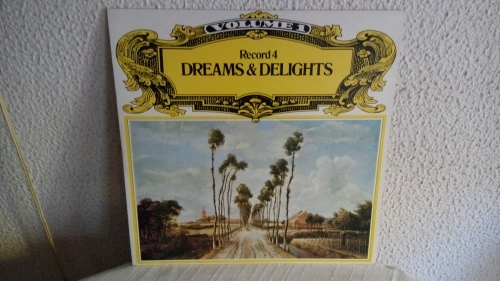 VOLUME 1
Record 4
DREAMS & DELIGHTS